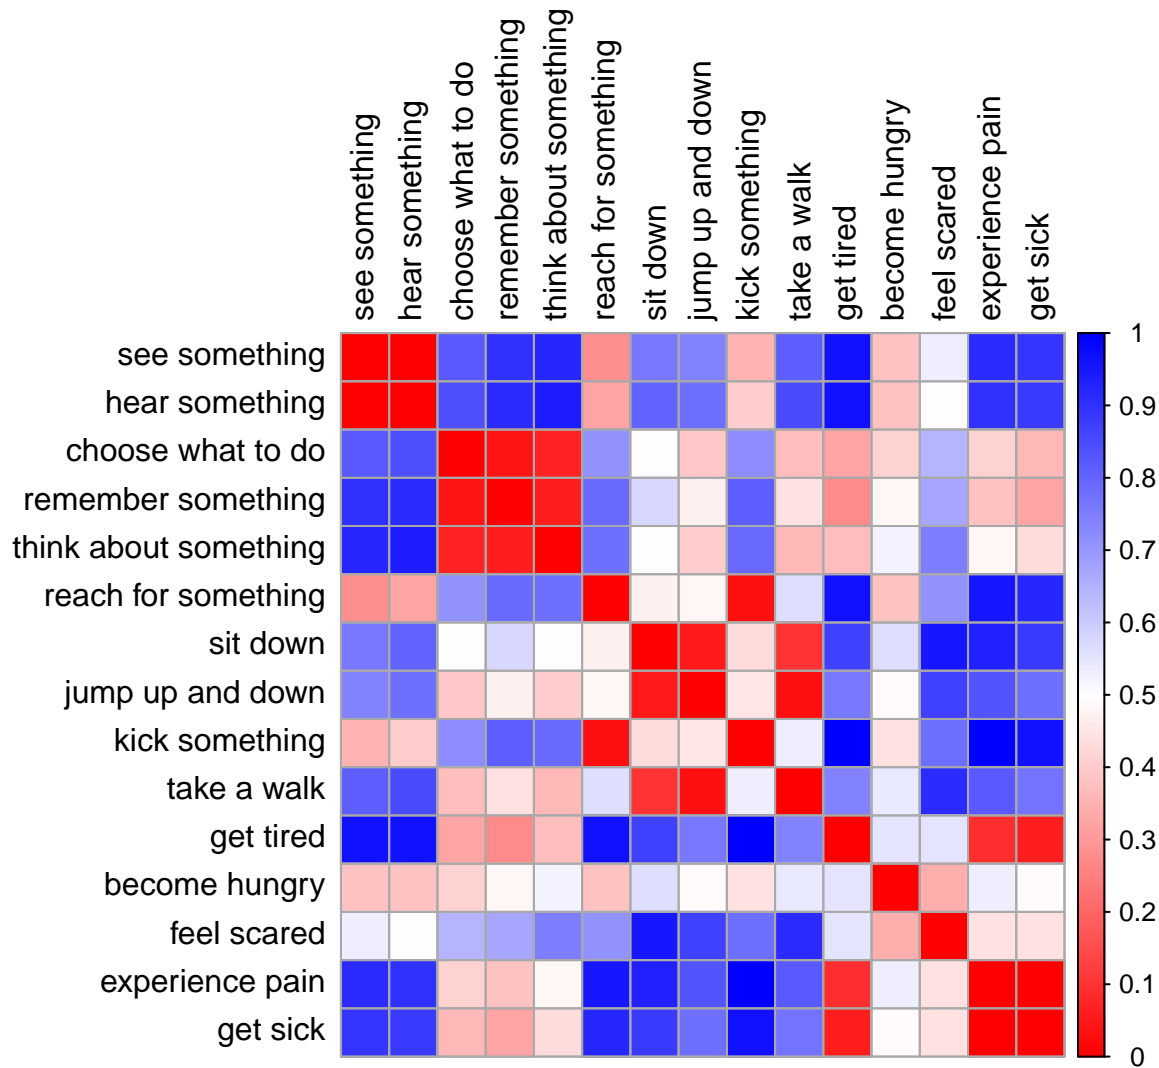 see something
hear something
choose what to do
remember something
think about something
reach for something
sit down
jump up and down
kick something
take a walk
get tired
become hungry
feel scared
experience pain
get sick
see something
hear something
choose what to do
remember something
think about something
reach for something
sit down
jump up and down
kick something
take a walk
get tired
become hungry
feel scared
experience pain
get sick
1
0.9
0.8
0.7
0.6
0.5
0.4
0.3
0.2
0.1
0